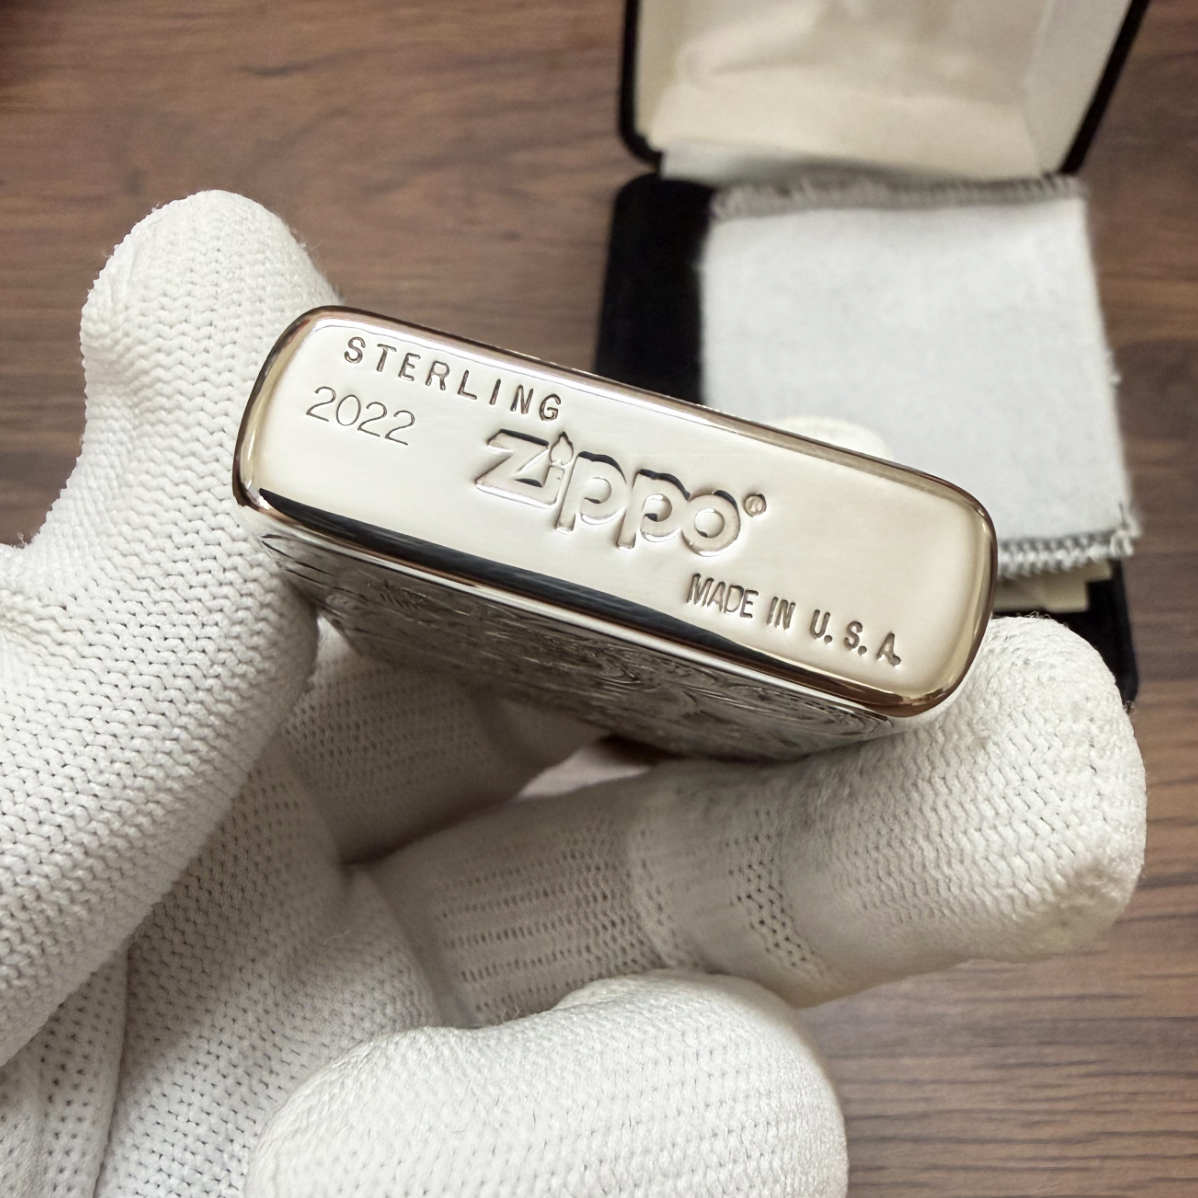 STERLING
2022
Zippo®
MADE IN U.S.A.